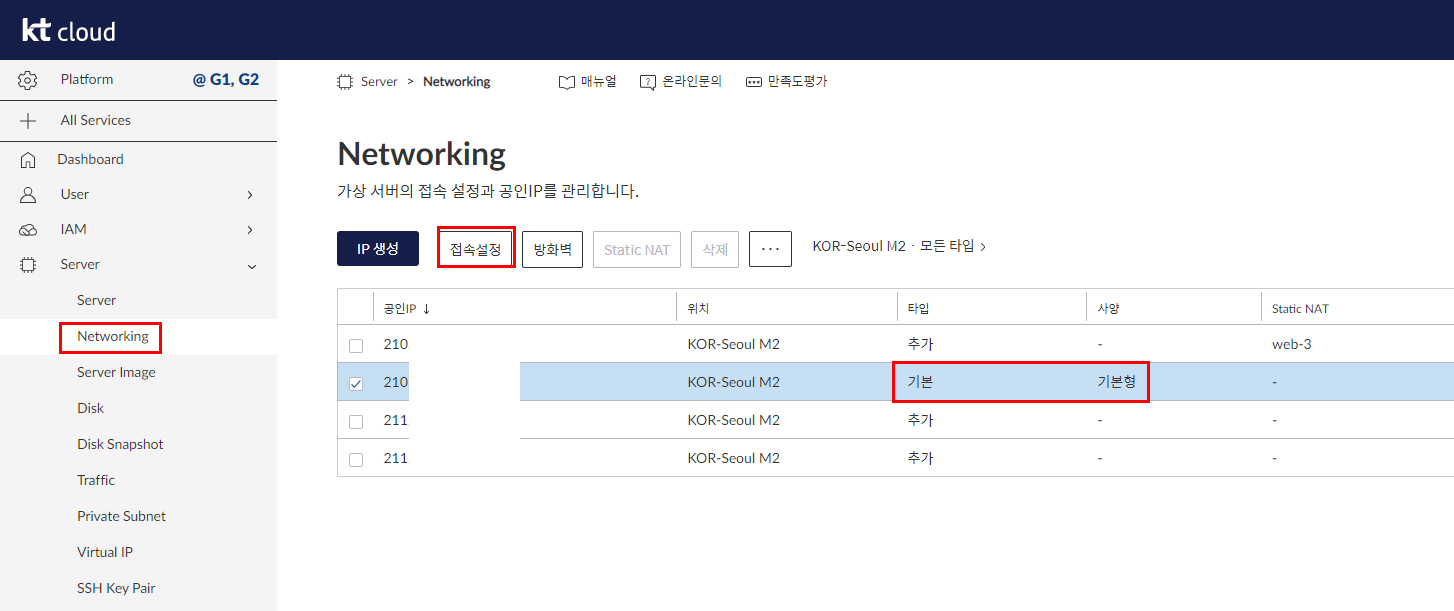 kt cloud
Platform @ G1, G2
All Services
Dashboard
User
IAM
Server
Server
Networking
Server Image
Disk
Disk Snapshot
Traffic
Private Subnet
Virtual IP
SSH Key Pair
Server > Networking 매뉴얼 온라인문의 만족도평가
Networking
가상 서버의 접속 설정과 공인IP를 관리합니다.
IP 생성 접속설정 방화벽 Static NAT 삭제 ··· KOR-Seoul M2 · 모든 타입 >
공인IP ↓ 위치 타입 사양 Static NAT
210 KOR-Seoul M2 추가 - web-3
210 KOR-Seoul M2 기본 기본형 -
211 KOR-Seoul M2 추가 - -
211 KOR-Seoul M2 추가 - -